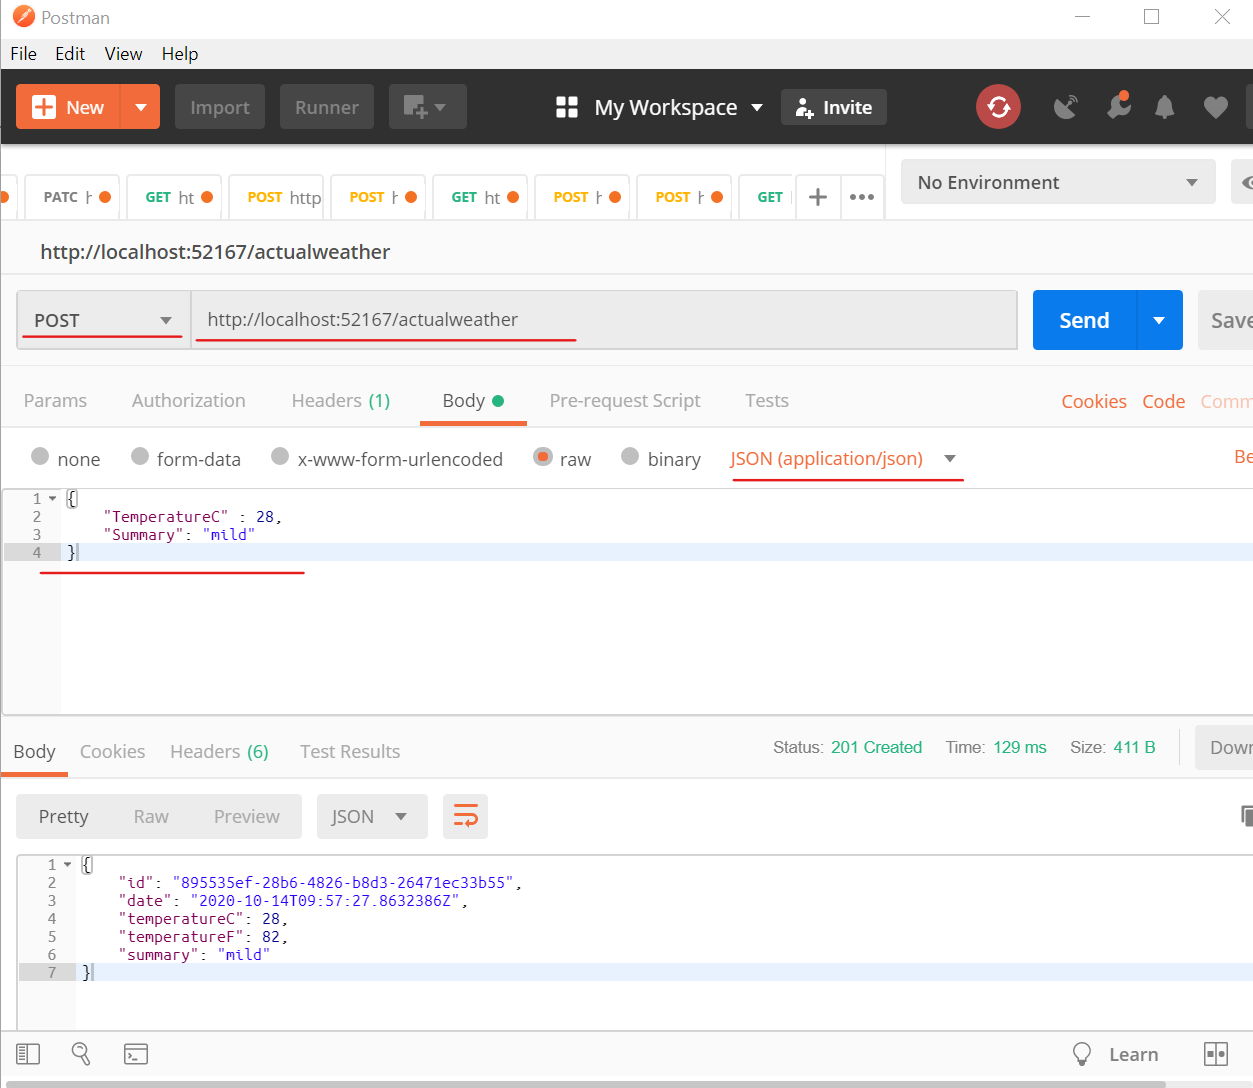 Postman
File Edit View Help
New Import Runner My Workspace Invite
PATC h GET ht POST http POST h GET ht POST h POST h GET No Environment
http://localhost:52167/actualweather
POST http://localhost:52167/actualweather Send Save
Params Authorization Headers (1) Body Pre-request Script Tests Cookies Code Comm
none form-data x-www-form-urlencoded raw binary JSON (application/json) Be
1 {
2 "TemperatureC" : 28,
3 "Summary": "mild"
4 }
Body Cookies Headers (6) Test Results Status: 201 Created Time: 129 ms Size: 411 B Down
Pretty Raw Preview JSON
1 {
2 "id": "895535ef-28b6-4826-b8d3-26471ec33b55",
3 "date": "2020-10-14T09:57:27.8632386Z",
4 "temperatureC": 28,
5 "temperatureF": 82,
6 "summary": "mild"
7 }
Learn